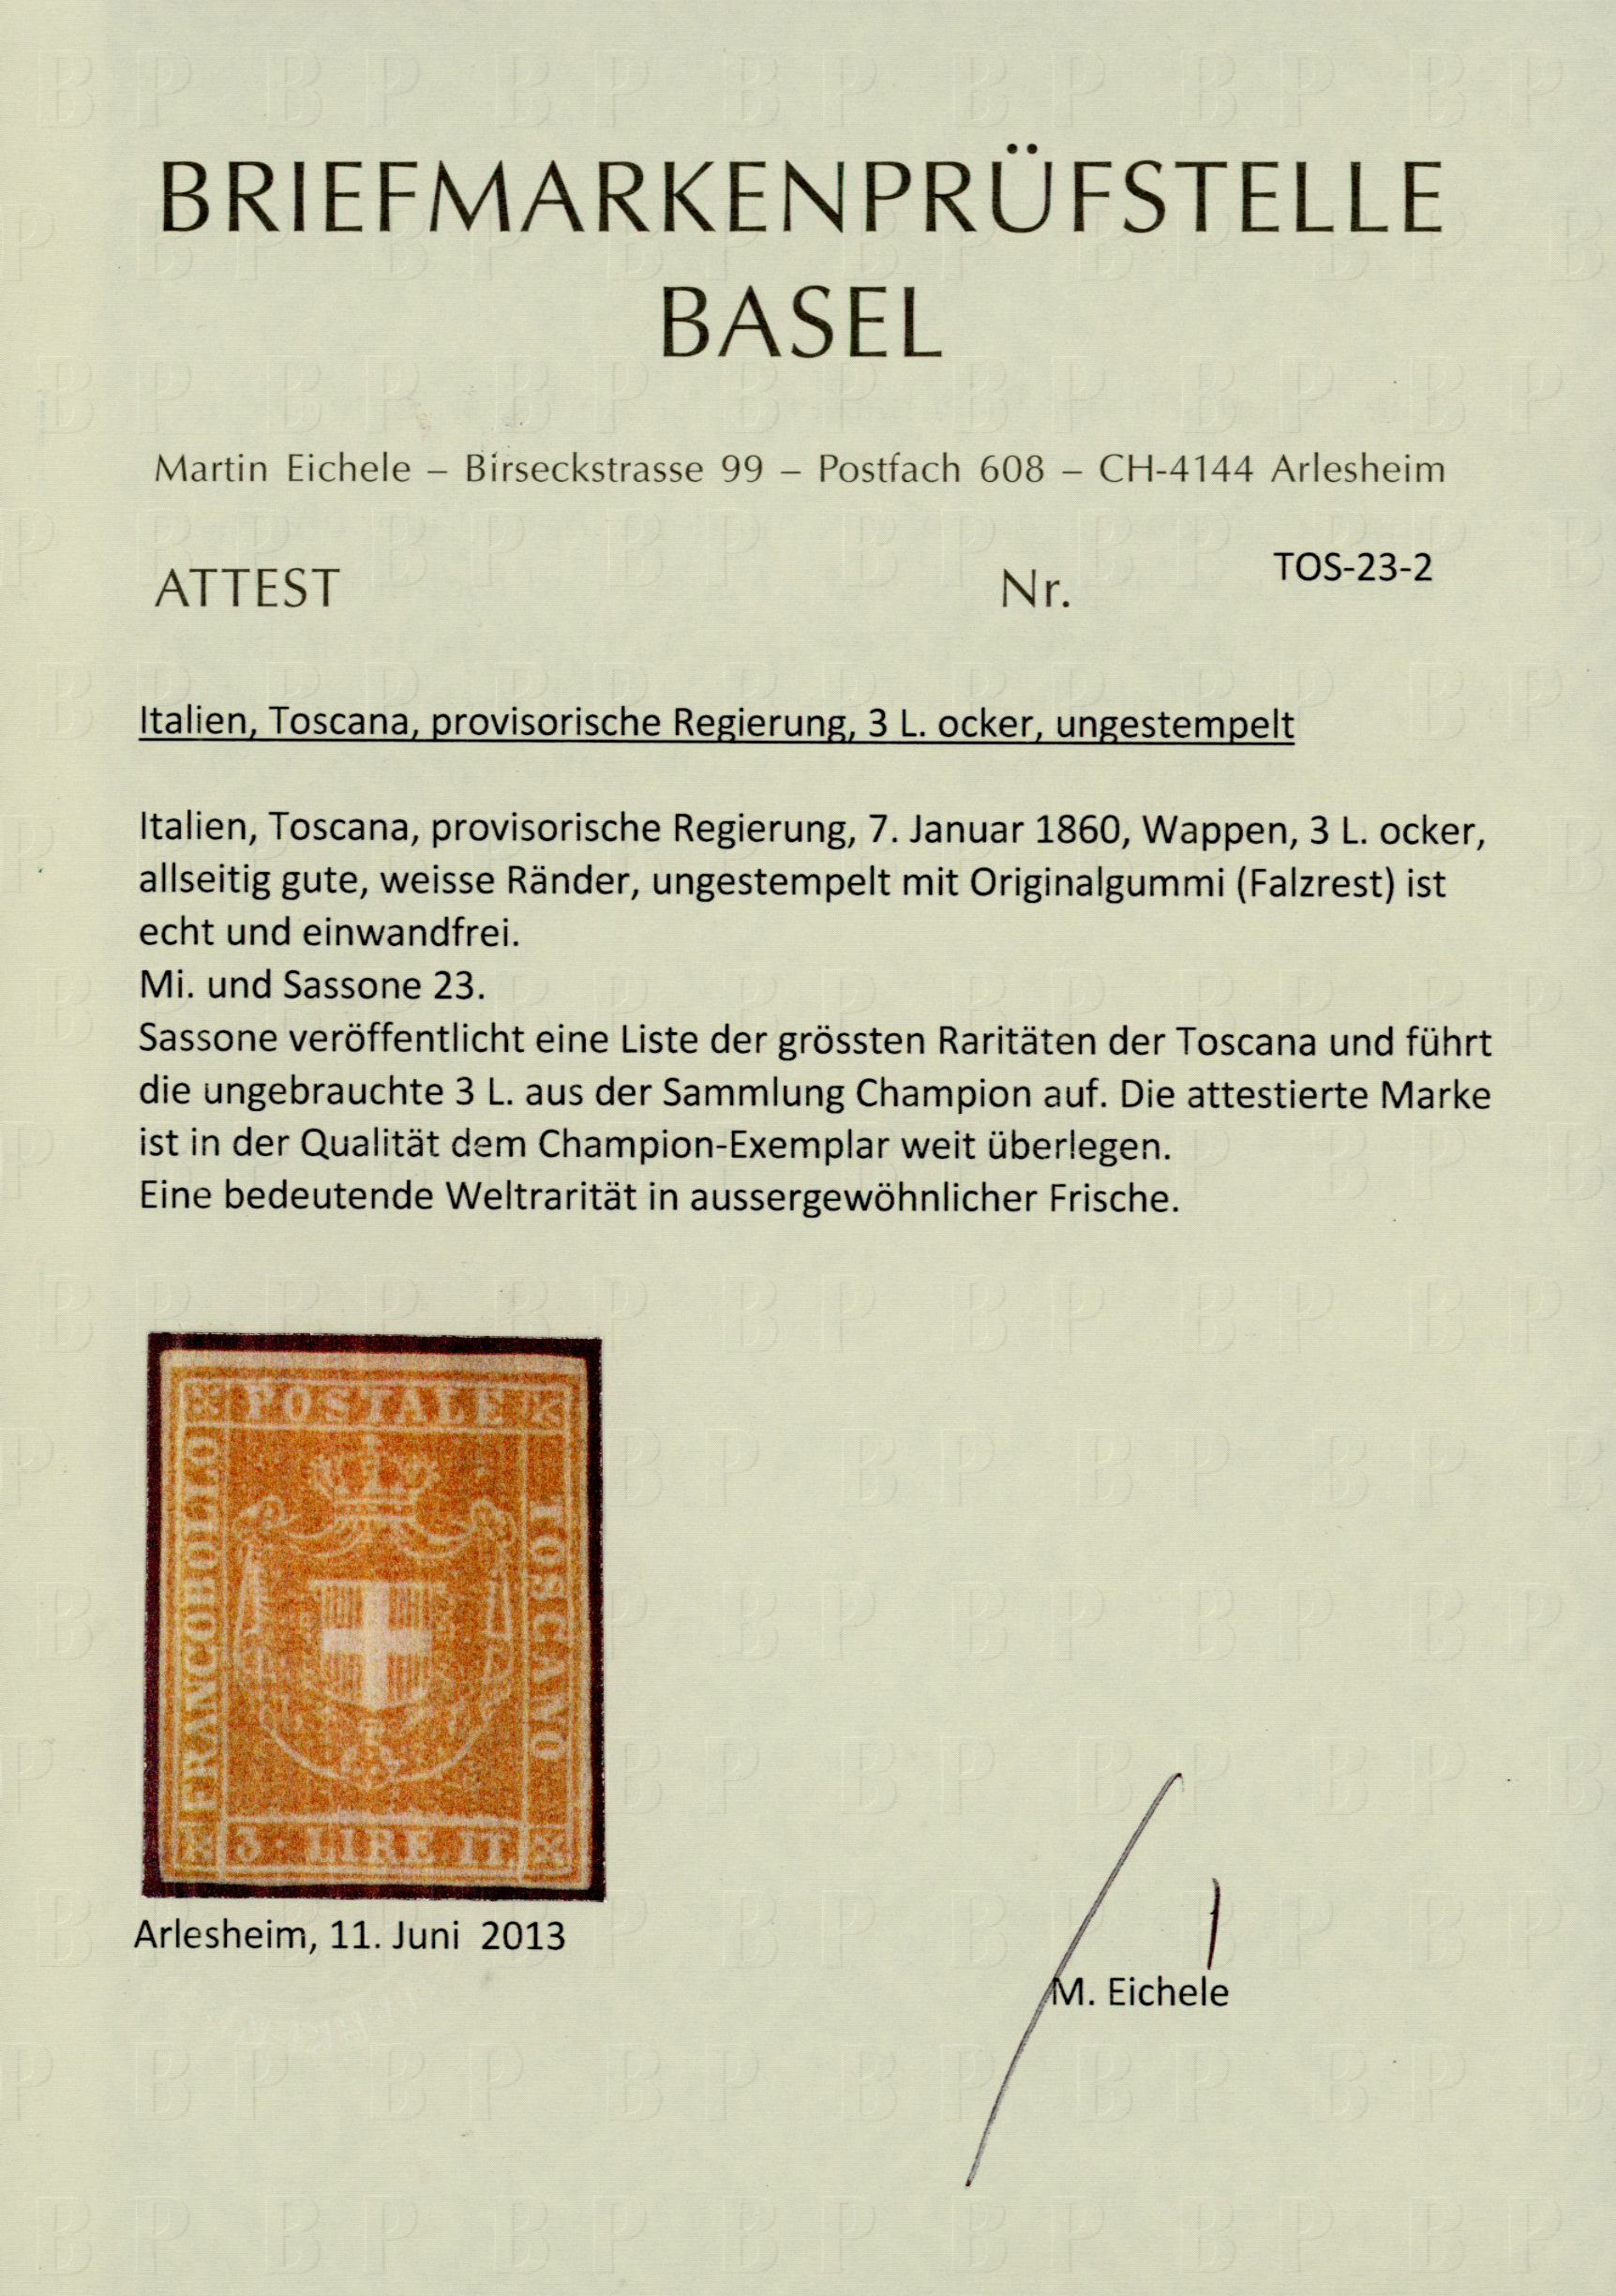 BRIEFMARKENPRÜFSTELLE
BASEL
Martin Eichele – Birseckstrasse 99 – Postfach 608 – CH-4144 Arlesheim
ATTEST Nr. TOS-23-2
Italien, Toscana, provisorische Regierung, 3 L. ocker, ungestempelt
Italien, Toscana, provisorische Regierung, 7. Januar 1860, Wappen, 3 L. ocker,
allseitig gute, weisse Ränder, ungestempelt mit Originalgummi (Falzrest) ist
echt und einwandfrei.
Mi. und Sassone 23.
Sassone veröffentlicht eine Liste der grössten Raritäten der Toscana und führt
die ungebrauchte 3 L. aus der Sammlung Champion auf. Die attestierte Marke
ist in der Qualität dem Champion-Exemplar weit überlegen.
Eine bedeutende Weltrarität in aussergewöhnlicher Frische.
POSTALE
FRANCOBOLLO
TOSCANO
3 · LIRE IT.
Arlesheim, 11. Juni 2013
M. Eichele